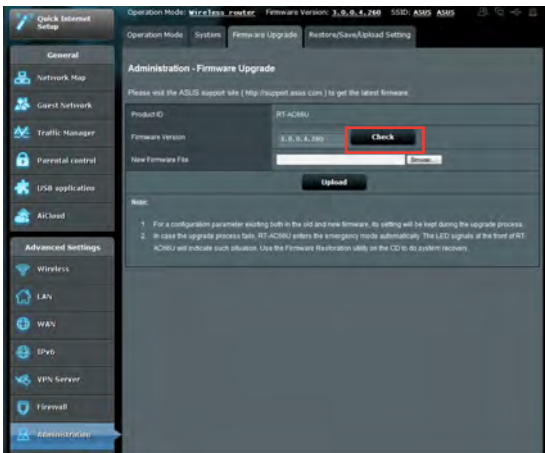 Quick Internet
Setup
Operation Mode: Wireless router Firmware Version: 3.0.0.4.260 SSID: ASUS ASUS
Operation Mode System Firmware Upgrade Restore/Save/Upload Setting
General
Network Map
Guest Network
Traffic Manager
Parental control
USB application
AiCloud
Advanced Settings
Wireless
LAN
WAN
IPv6
VPN Server
Firewall
Administration
Administration - Firmware Upgrade
Please visit the ASUS support site ( http://support.asus.com ) to get the latest firmware.
Product ID RT-AC66U
Firmware Version 3.0.0.4.260 Check
New Firmware File Browse...
Upload
Note:
1. For a configuration parameter existing both in the old and new firmware, its setting will be kept during the upgrade process.
2. In case the upgrade process fails, RT-AC66U enters the emergency mode automatically. The LED signals at the front of RT-
AC66U will indicate such situation. Use the Firmware Restoration utility on the CD to do system recovery.